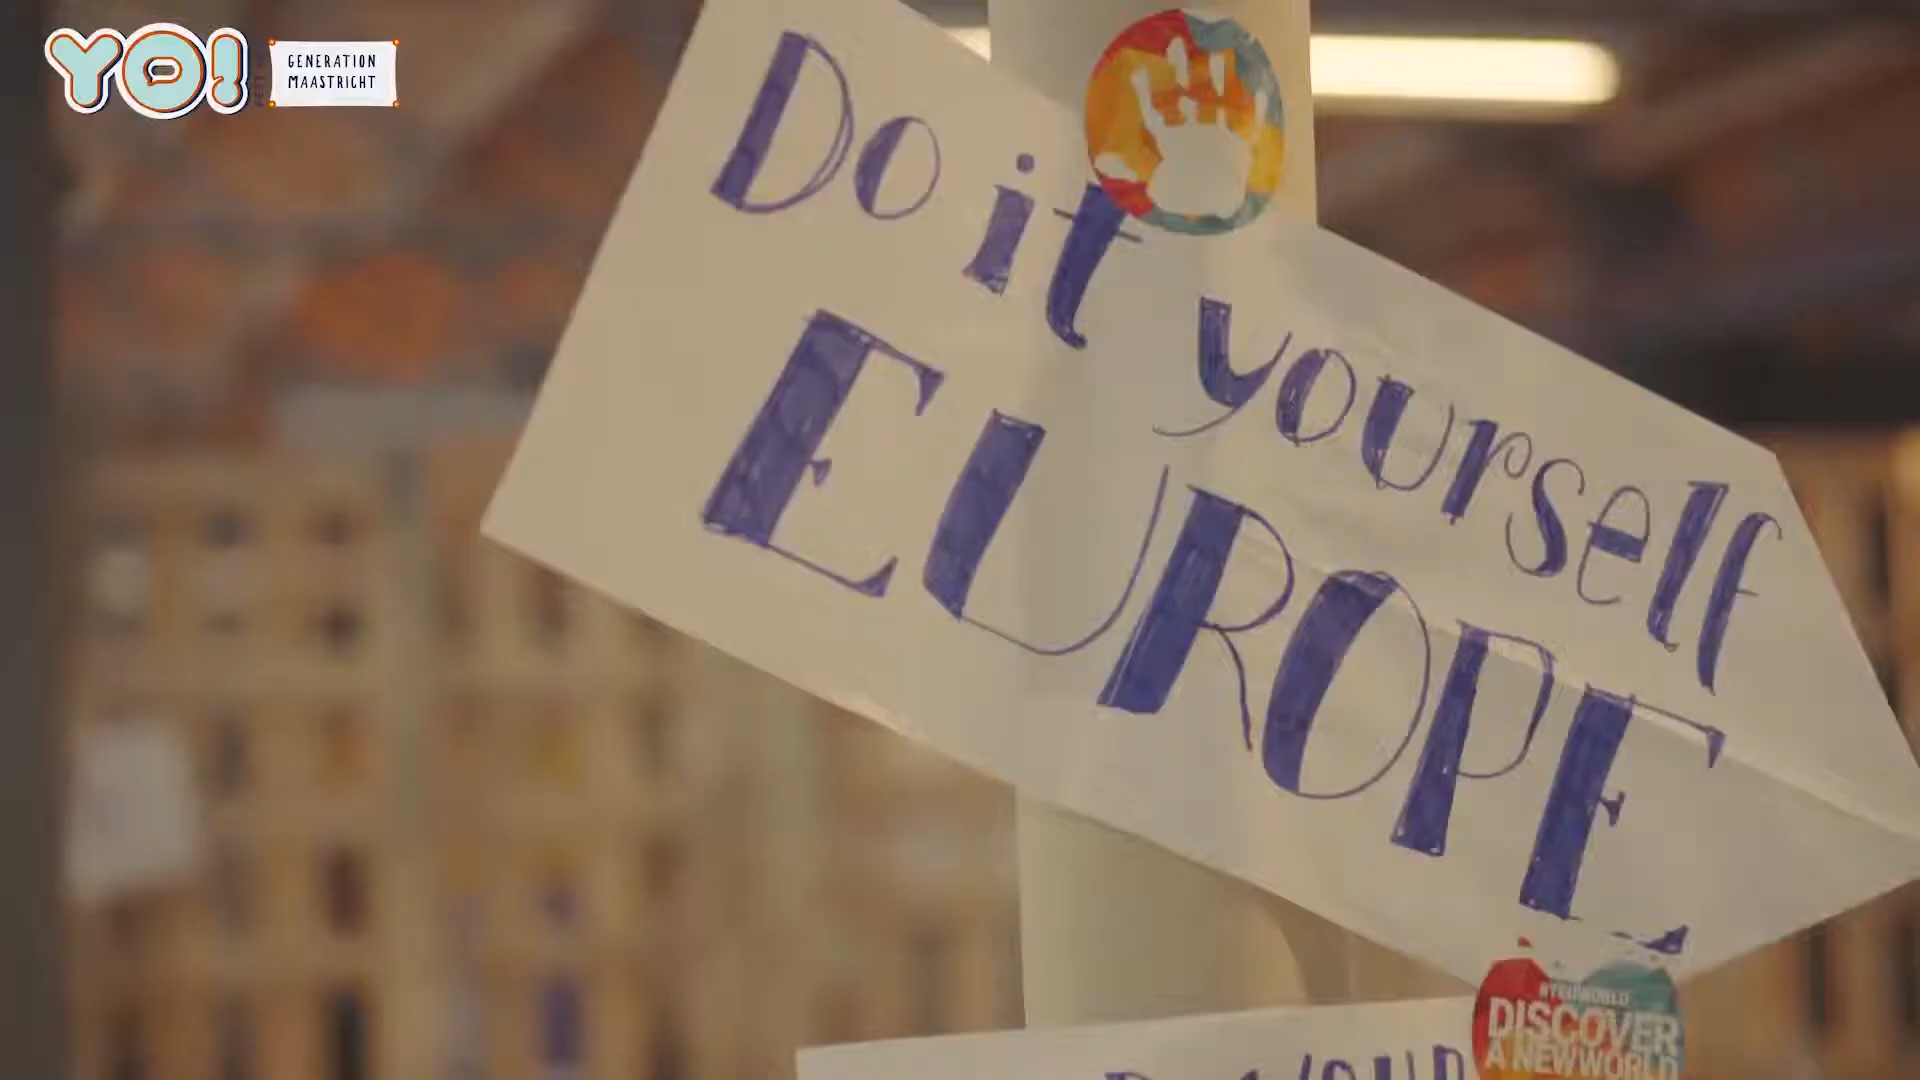 YO!
GENERATION
MAASTRICHT
Do it yourself
EUROPE
DISCOVER
A NEW WORLD